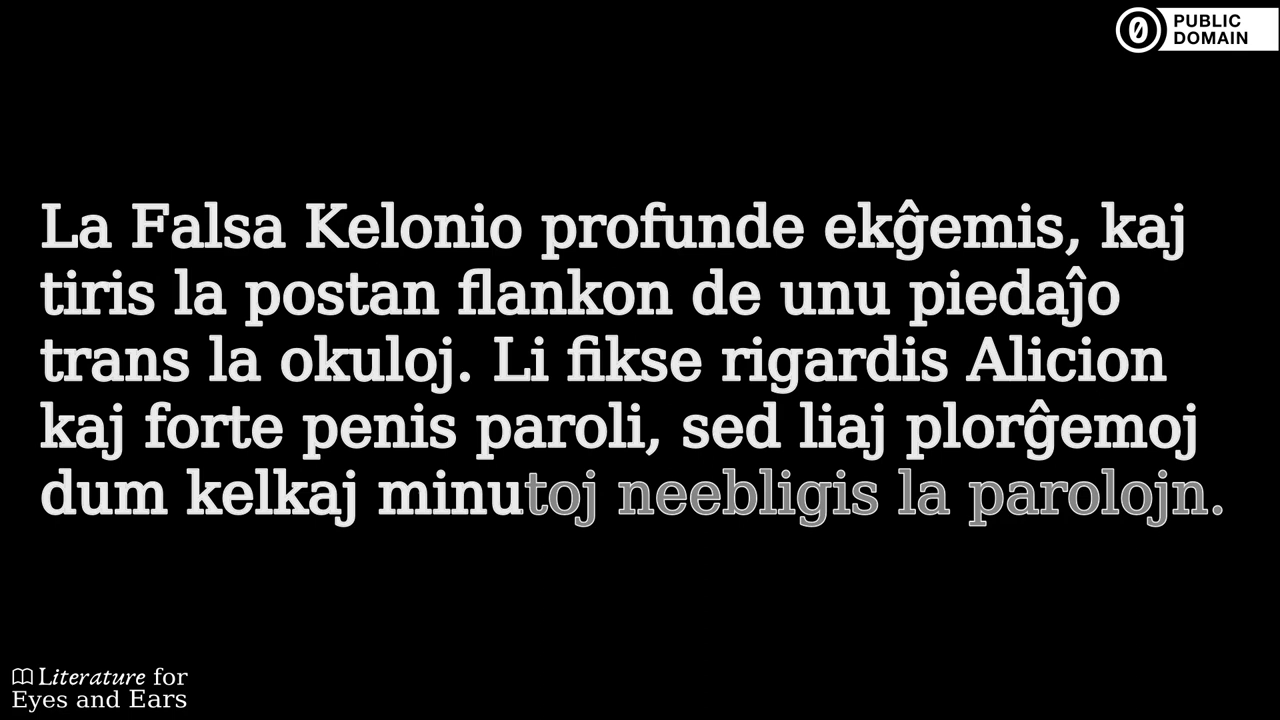 PUBLIC
DOMAIN
La Falsa Kelonio profunde ekĝemis, kaj
tiris la postan flankon de unu piedaĵo
trans la okuloj. Li fikse rigardis Alicion
kaj forte penis paroli, sed liaj plorĝemoj
dum kelkaj minutoj neebligis la parolojn.
Literature for
Eyes and Ears